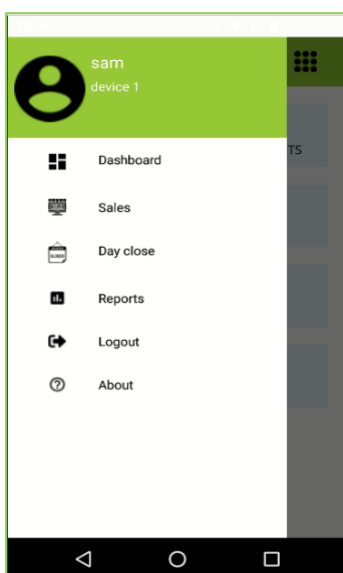 sam
device 1
TS
Dashboard
Sales
Day close
Reports
Logout
About